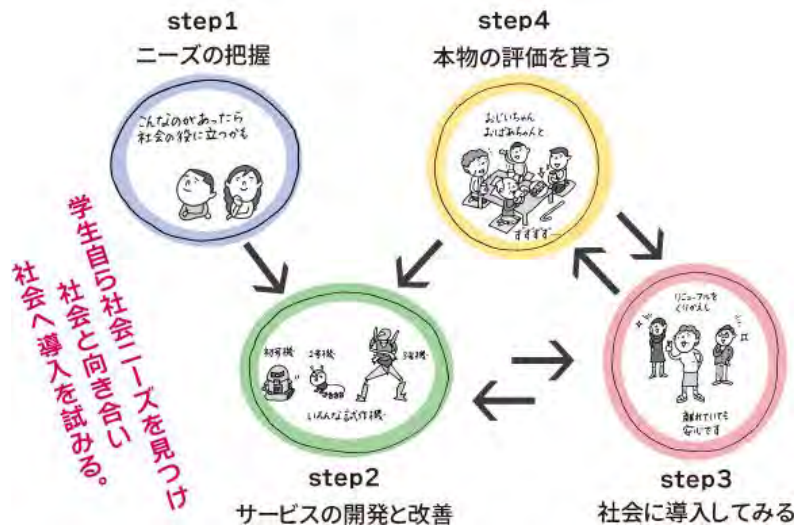 step1
ニーズの把握
こんなのがあったら
社会の役に立つかも
step4
本物の評価を貰う
おじいちゃん
おばあちゃんと
ずずずず…
学生自ら社会ニーズを見つけ
社会と向き合い
社会へ導入を試みる。
初号機
2号機
3号機
いろんな試作機
step2
サービスの開発と改善
リニューアルを
くりかえし
離れていても
安心です
step3
社会に導入してみる